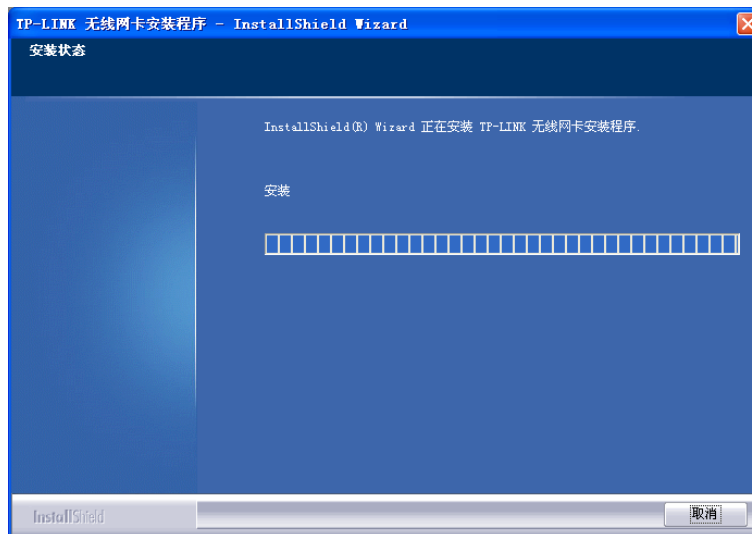 TP-LINK 无线网卡安装程序 - InstallShield Wizard
安装状态
InstallShield(R) Wizard 正在安装 TP-LINK 无线网卡安装程序.
安装
InstallShield
取消